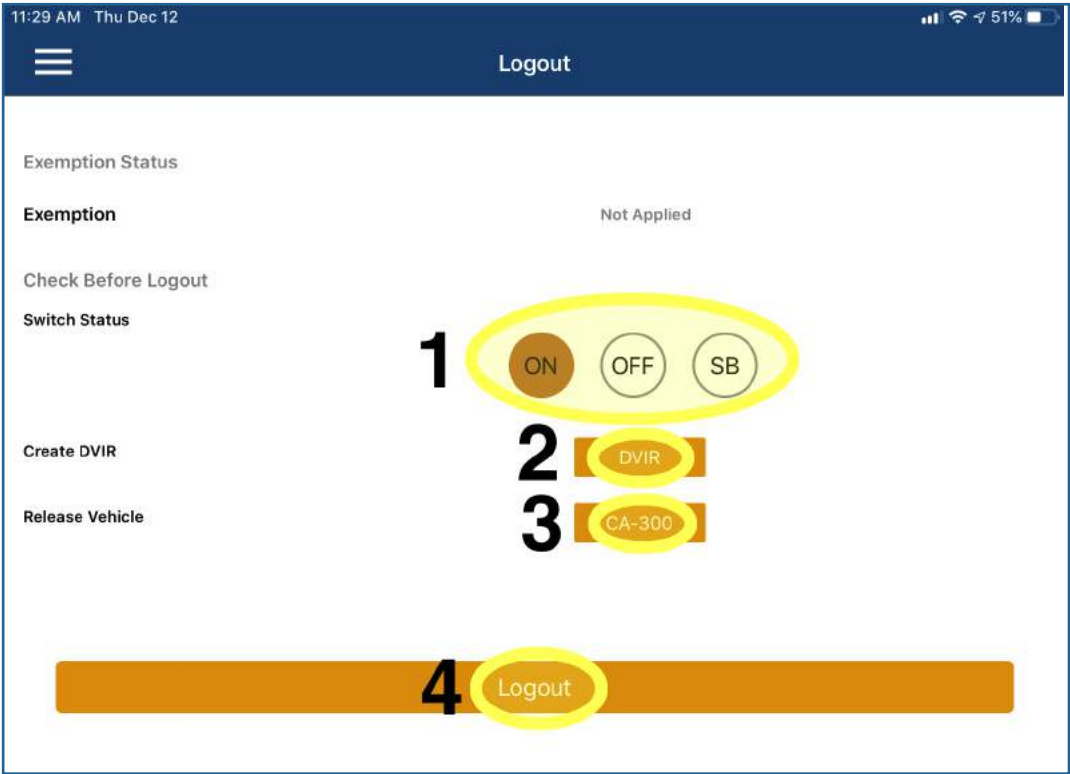 11:29 AM Thu Dec 12 51%
Logout
Exemption Status
Exemption Not Applied
Check Before Logout
Switch Status
1 ON OFF SB
Create DVIR 2 DVIR
Release Vehicle 3 CA-300
4 Logout